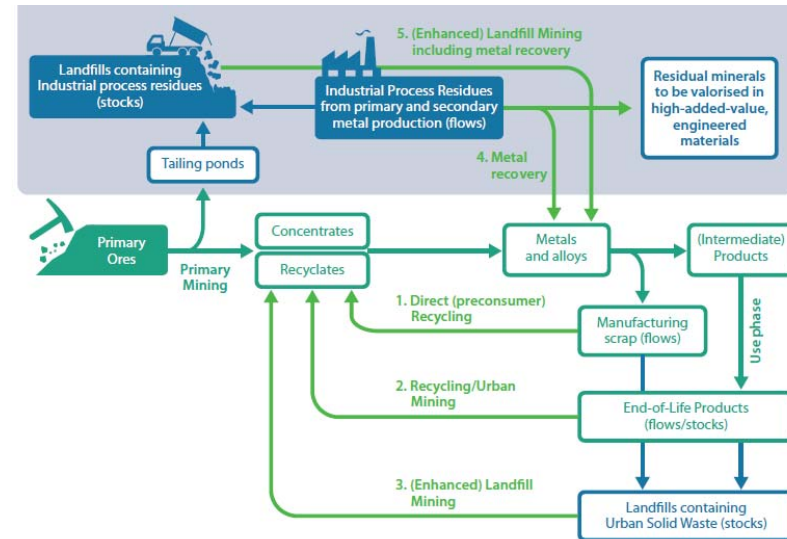 5. (Enhanced) Landfill Mining
including metal recovery
Landfills containing
Industrial process residues
(stocks)
Industrial Process Residues
from primary and secondary
metal production (flows)
Residual minerals
to be valorised in
high-added-value,
engineered
materials
Tailing ponds
4. Metal
recovery
Primary
Ores
Primary
Mining
Concentrates
Recyclates
Metals
and alloys
(Intermediate)
Products
1. Direct (preconsumer)
Recycling
Manufacturing
scrap (flows)
Use phase
2. Recycling/Urban
Mining
End-of-Life Products
(flows/stocks)
3. (Enhanced) Landfill
Mining
Landfills containing
Urban Solid Waste (stocks)